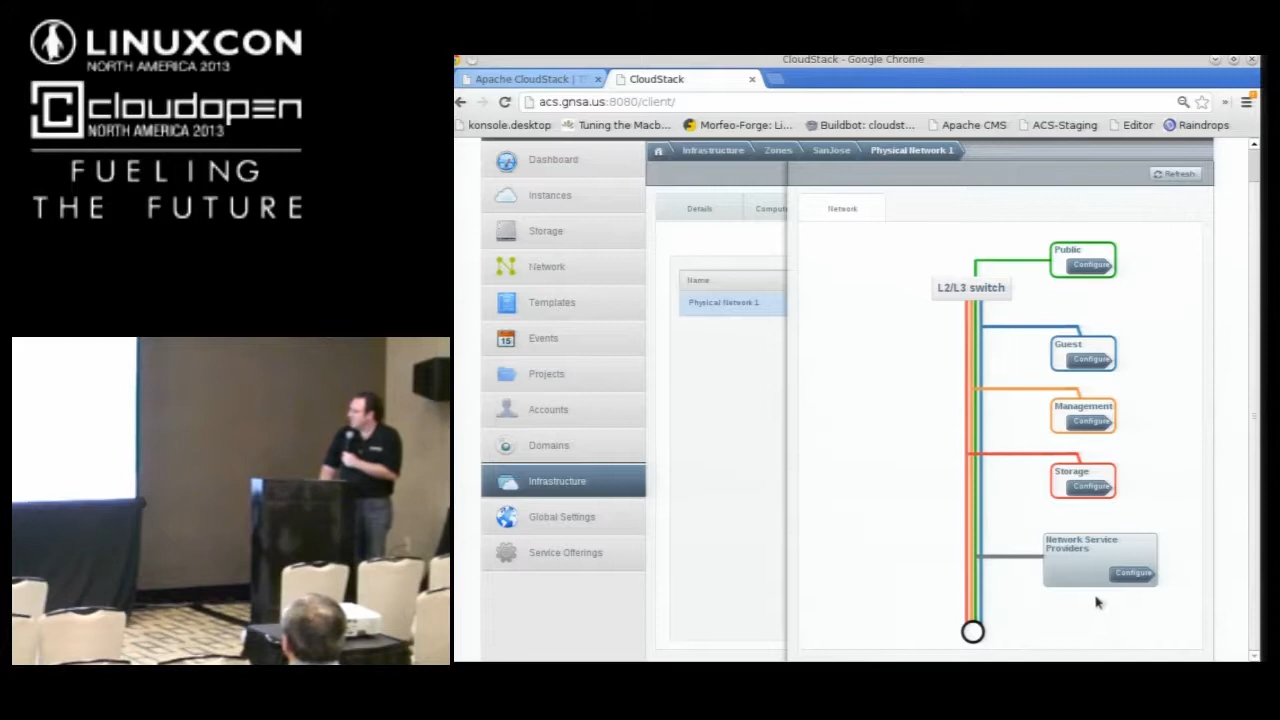 LINUXCON
NORTH AMERICA 2013
cloudopen
NORTH AMERICA 2013
FUELING
THE FUTURE
CloudStack - Google Chrome
Apache CloudStack |
CloudStack
acs.gnsa.us:8080/client/
konsole.desktop
Tuning the Macb...
Morfeo-Forge: Li...
Buildbot: cloudst...
Apache CMS
ACS-Staging
Editor
Raindrops
Dashboard
Instances
Storage
Network
Templates
15
Events
Projects
Accounts
Domains
Infrastructure
Global Settings
Service Offerings
Infrastructure
Zones
SanJose
Physical Network 1
Refresh
Details
Compute
Network
Name
Physical Network 1
L2/L3 switch
Public
Configure
Guest
Configure
Management
Configure
Storage
Configure
Network Service
Providers
Configure